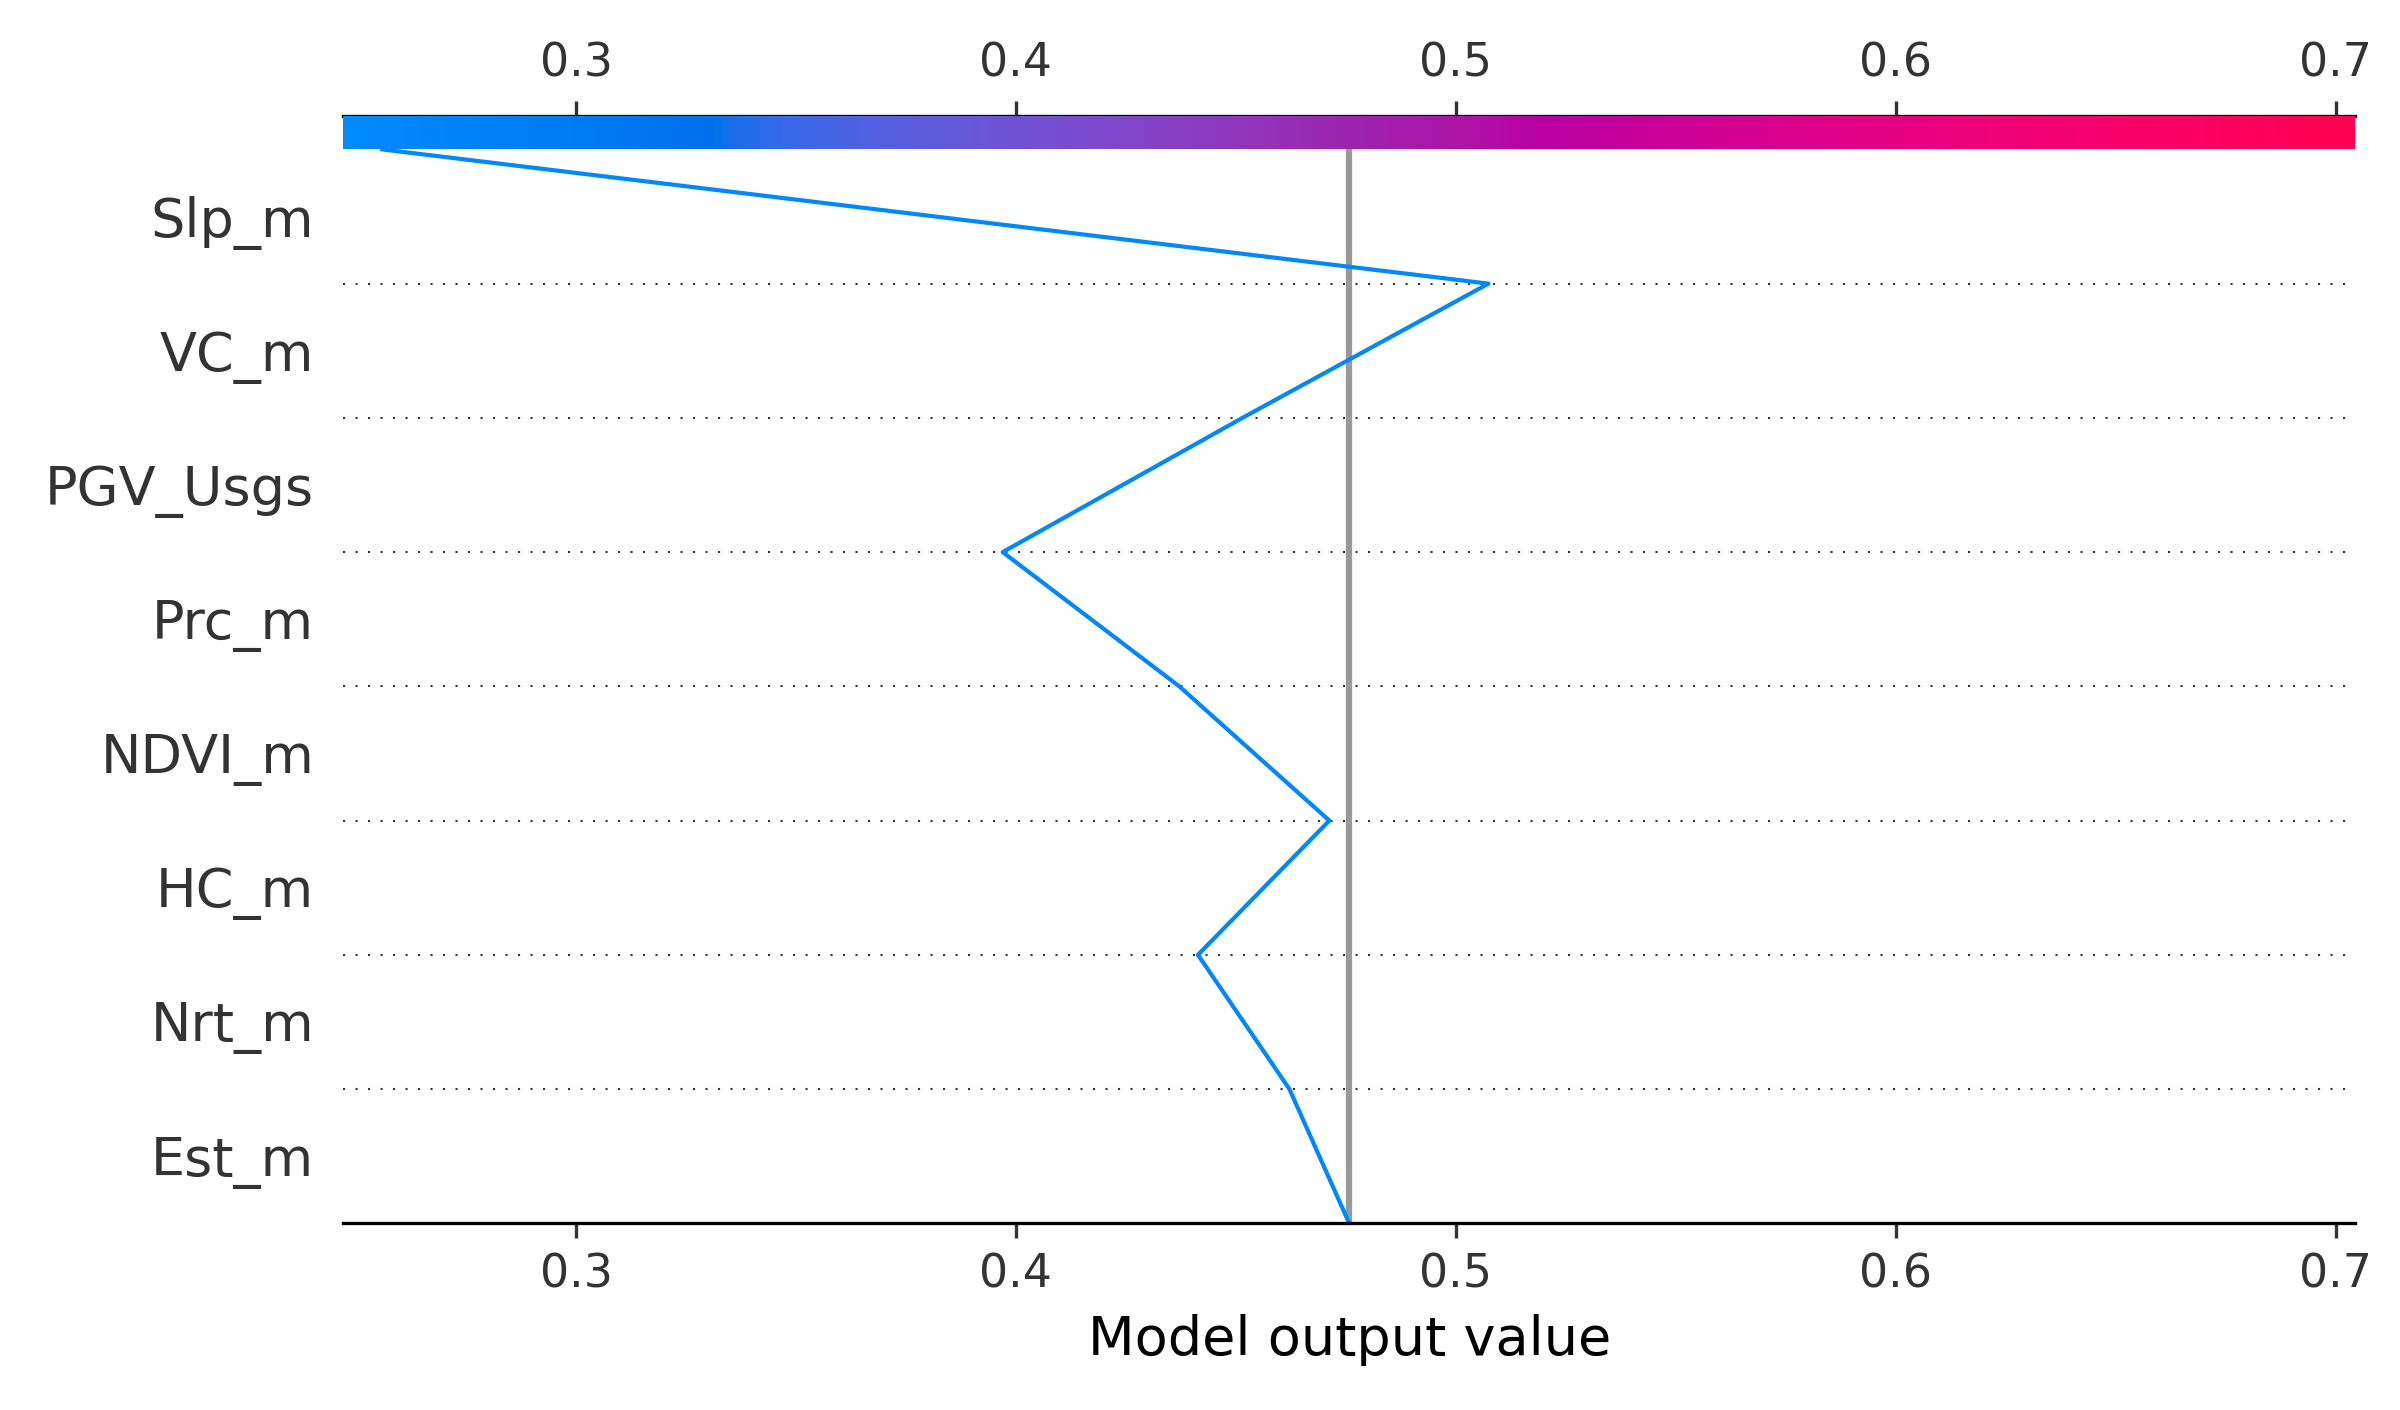 0.3 0.4 0.5 0.6 0.7
Slp_m
VC_m
PGV_Usgs
Prc_m
NDVI_m
HC_m
Nrt_m
Est_m
0.3 0.4 0.5 0.6 0.7
Model output value